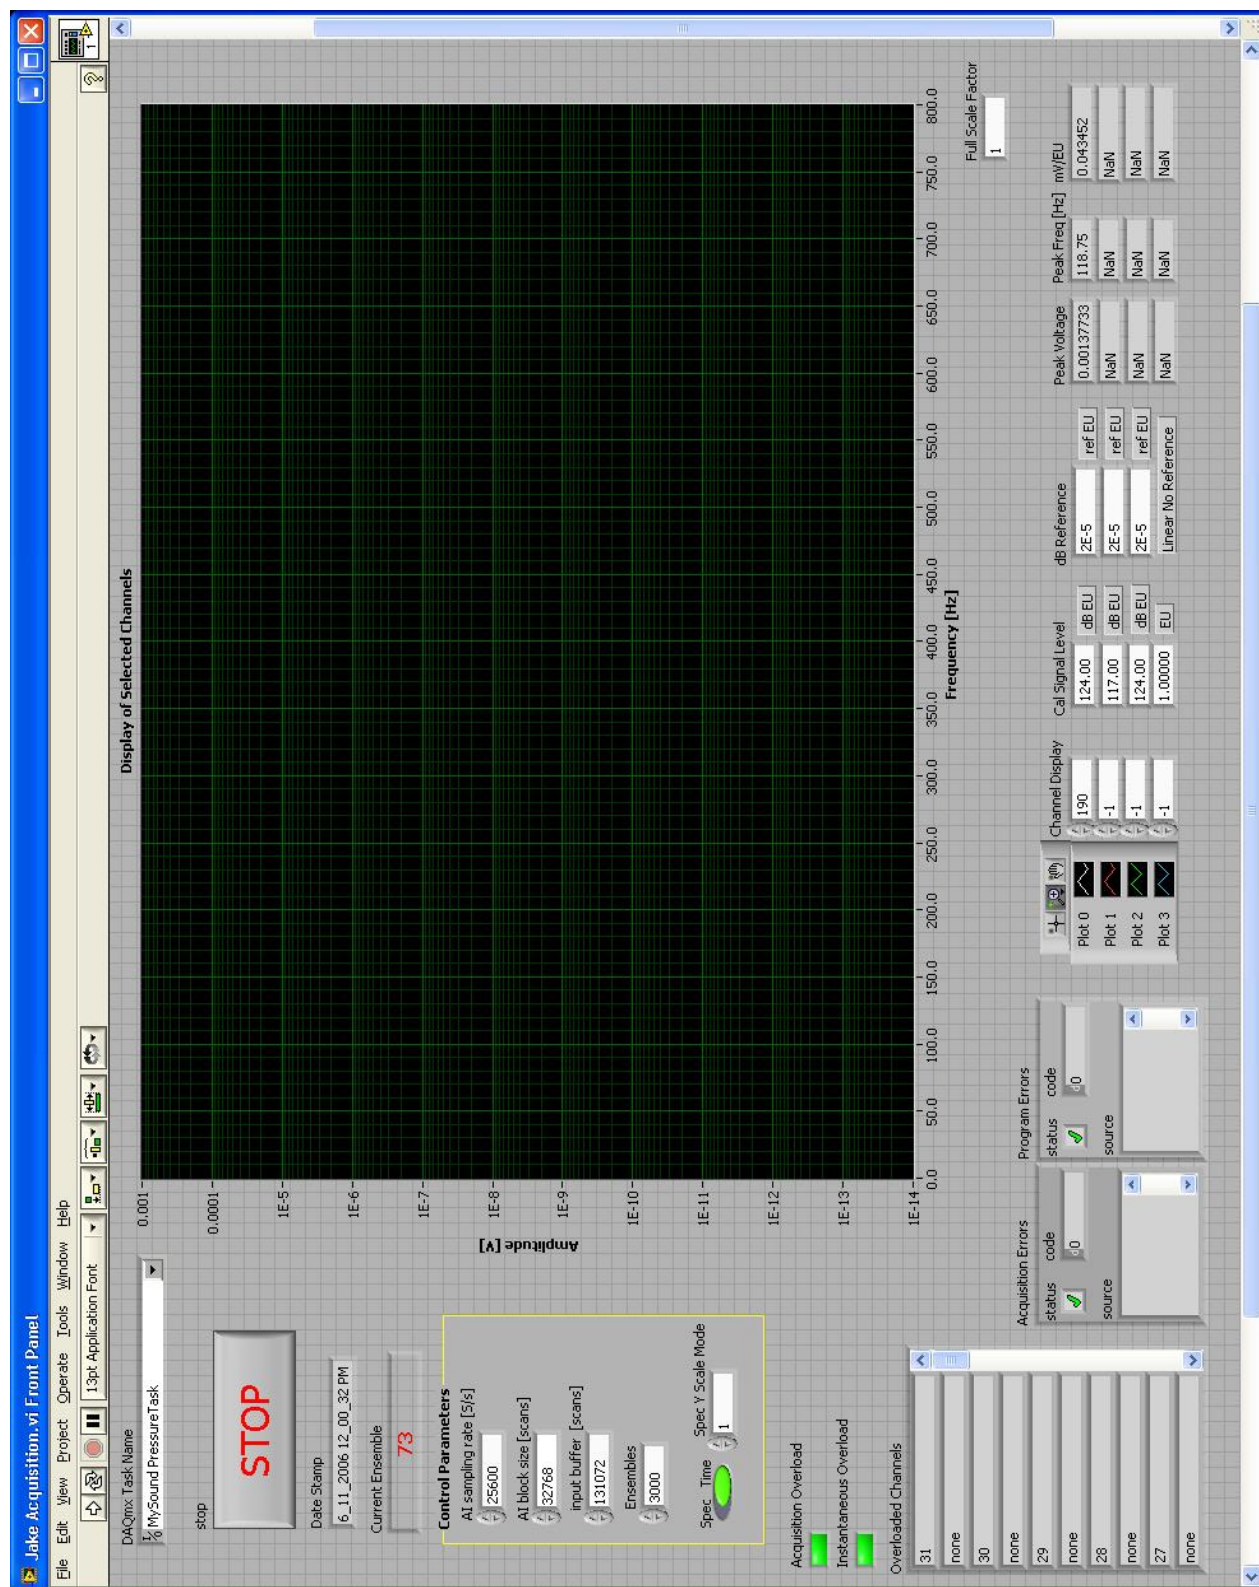 Jake Acquisition.vi Front Panel
File Edit View Project Operate Tools Window Help
13pt Application Font
1
DAQmx Task Name
MySound PressureTask
stop
STOP
Date Stamp
6_11_2006 12_00_32 PM
Current Ensemble
73
Control Parameters
AI sampling rate [S/s]
25600
AI block size [scans]
32768
input buffer [scans]
131072
Ensembles
3000
Spec Time
Spec Y Scale Mode
1
Acquisition Overload
Instantaneous Overload
Overloaded Channels
31
none
30
none
29
none
28
none
27
none
Display of Selected Channels
Amplitude [V]
0.001
0.0001
1E-5
1E-6
1E-7
1E-8
1E-9
1E-10
1E-11
1E-12
1E-13
1E-14
0.0 50.0 100.0 150.0 200.0 250.0 300.0 350.0 400.0 450.0 500.0 550.0 600.0 650.0 700.0 750.0 800.0
Frequency [Hz]
Full Scale Factor
1
Acquisition Errors
status code
d0
source
Program Errors
status code
d0
source
Channel Display Cal Signal Level dB Reference Peak Voltage Peak Freq [Hz] mV/EU
Plot 0 190 124.00 dB EU 2E-5 ref EU 0.00137733 118.75 0.043452
Plot 1 -1 117.00 dB EU 2E-5 ref EU NaN NaN NaN
Plot 2 -1 124.00 dB EU 2E-5 ref EU NaN NaN NaN
Plot 3 -1 1.00000 EU Linear No Reference NaN NaN NaN